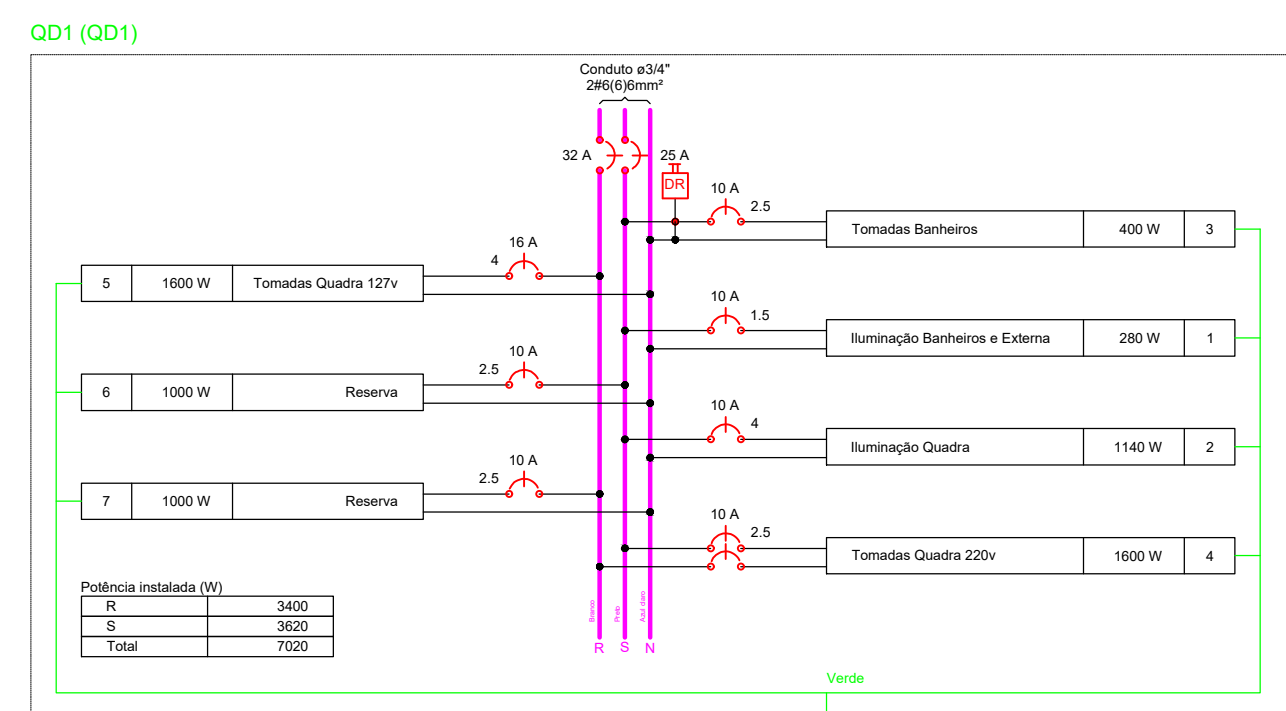 QD1 (QD1)
Conduto ø3/4"
2#6(6)6mm²
32 A
25 A
DR
10 A
2.5
Tomadas Banheiros 400 W 3
16 A
4
5 1600 W Tomadas Quadra 127v
10 A
1.5
Iluminação Banheiros e Externa 280 W 1
10 A
2.5
6 1000 W Reserva
10 A
4
Iluminação Quadra 1140 W 2
10 A
2.5
7 1000 W Reserva
10 A
2.5
Tomadas Quadra 220v 1600 W 4
Potência instalada (W)
R 3400
S 3620
Total 7020
Branco
Preto
Azul claro
R S N
Verde